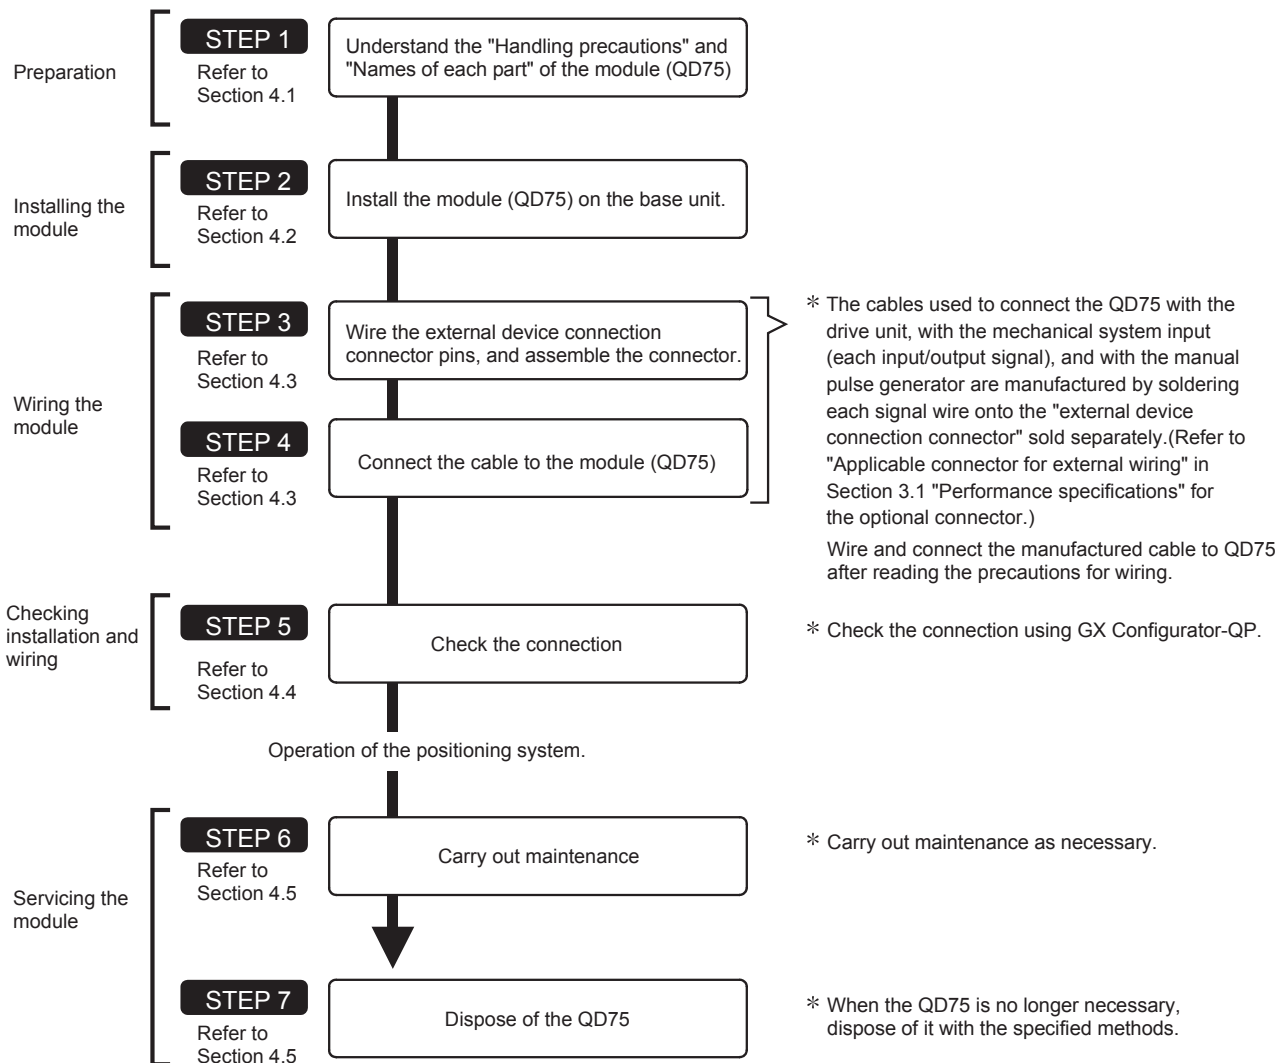 Preparation
STEP 1
Refer to
Section 4.1
Understand the "Handling precautions" and
"Names of each part" of the module (QD75)
Installing the
module
STEP 2
Refer to
Section 4.2
Install the module (QD75) on the base unit.
Wiring the
module
STEP 3
Refer to
Section 4.3
Wire the external device connection
connector pins, and assemble the connector.
STEP 4
Refer to
Section 4.3
Connect the cable to the module (QD75)
* The cables used to connect the QD75 with the
drive unit, with the mechanical system input
(each input/output signal), and with the manual
pulse generator are manufactured by soldering
each signal wire onto the "external device
connection connector" sold separately.(Refer to
"Applicable connector for external wiring" in
Section 3.1 "Performance specifications" for
the optional connector.)
Wire and connect the manufactured cable to QD75
after reading the precautions for wiring.
Checking
installation and
wiring
STEP 5
Refer to
Section 4.4
Check the connection
* Check the connection using GX Configurator-QP.
Operation of the positioning system.
Servicing the
module
STEP 6
Refer to
Section 4.5
Carry out maintenance
* Carry out maintenance as necessary.
STEP 7
Refer to
Section 4.5
Dispose of the QD75
* When the QD75 is no longer necessary,
dispose of it with the specified methods.